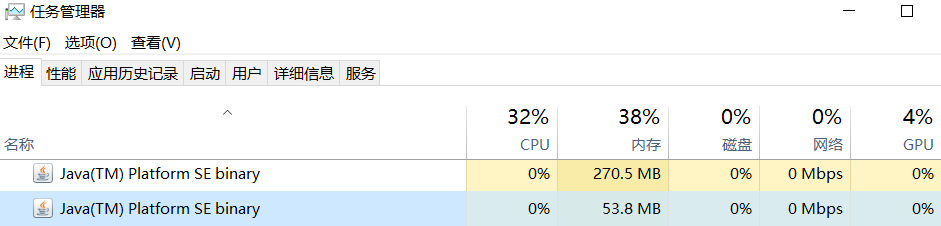 任务管理器
文件(F) 选项(O) 查看(V)
进程 性能 应用历史记录 启动 用户 详细信息 服务
32% 38% 0% 0% 4%
名称 CPU 内存 磁盘 网络 GPU
Java(TM) Platform SE binary 0% 270.5 MB 0% 0 Mbps 0%
Java(TM) Platform SE binary 0% 53.8 MB 0% 0 Mbps 0%